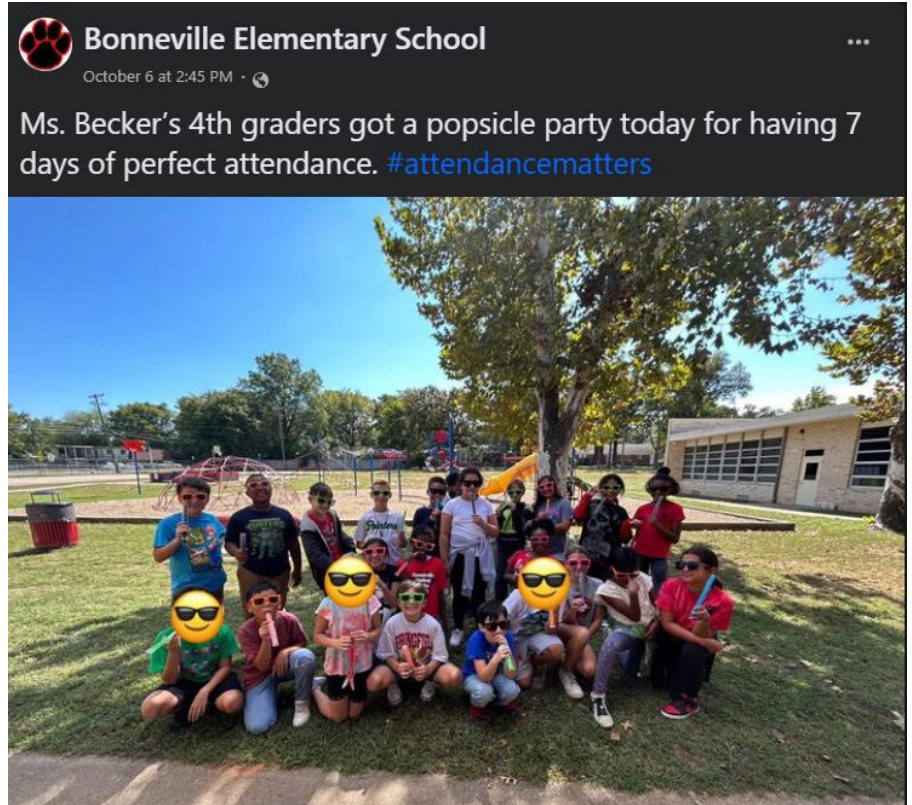 Bonneville Elementary School
October 6 at 2:45 PM ·
Ms. Becker's 4th graders got a popsicle party today for having 7
days of perfect attendance. #attendancematters
Pointers